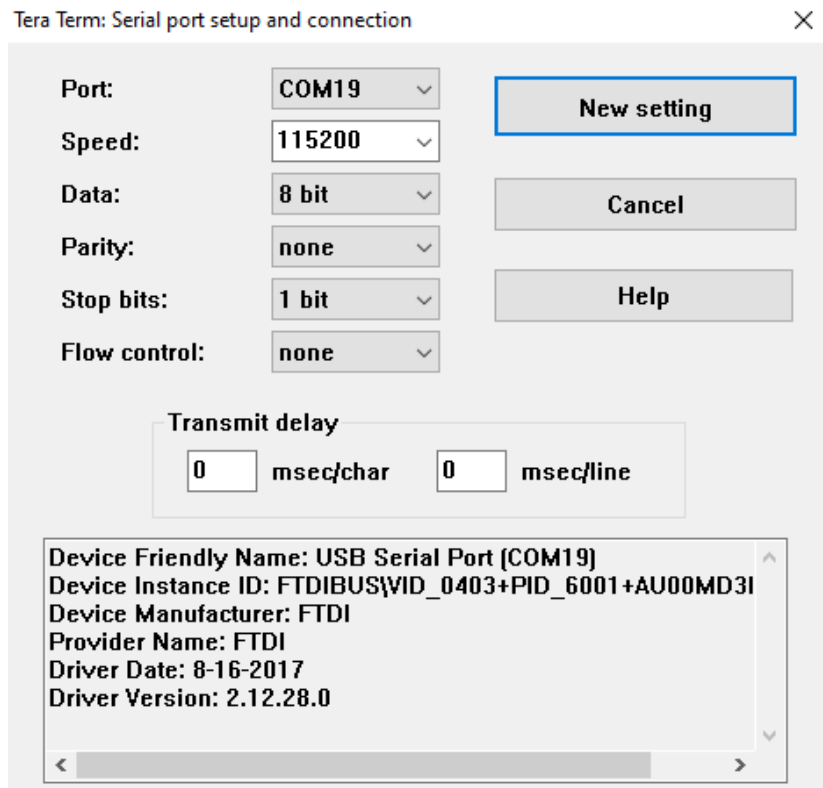 Tera Term: Serial port setup and connection
Port: COM19 New setting
Speed: 115200
Data: 8 bit Cancel
Parity: none
Stop bits: 1 bit Help
Flow control: none
Transmit delay
0 msec/char 0 msec/line
Device Friendly Name: USB Serial Port (COM19)
Device Instance ID: FTDIBUS\VID_0403+PID_6001+AU00MD3I
Device Manufacturer: FTDI
Provider Name: FTDI
Driver Date: 8-16-2017
Driver Version: 2.12.28.0